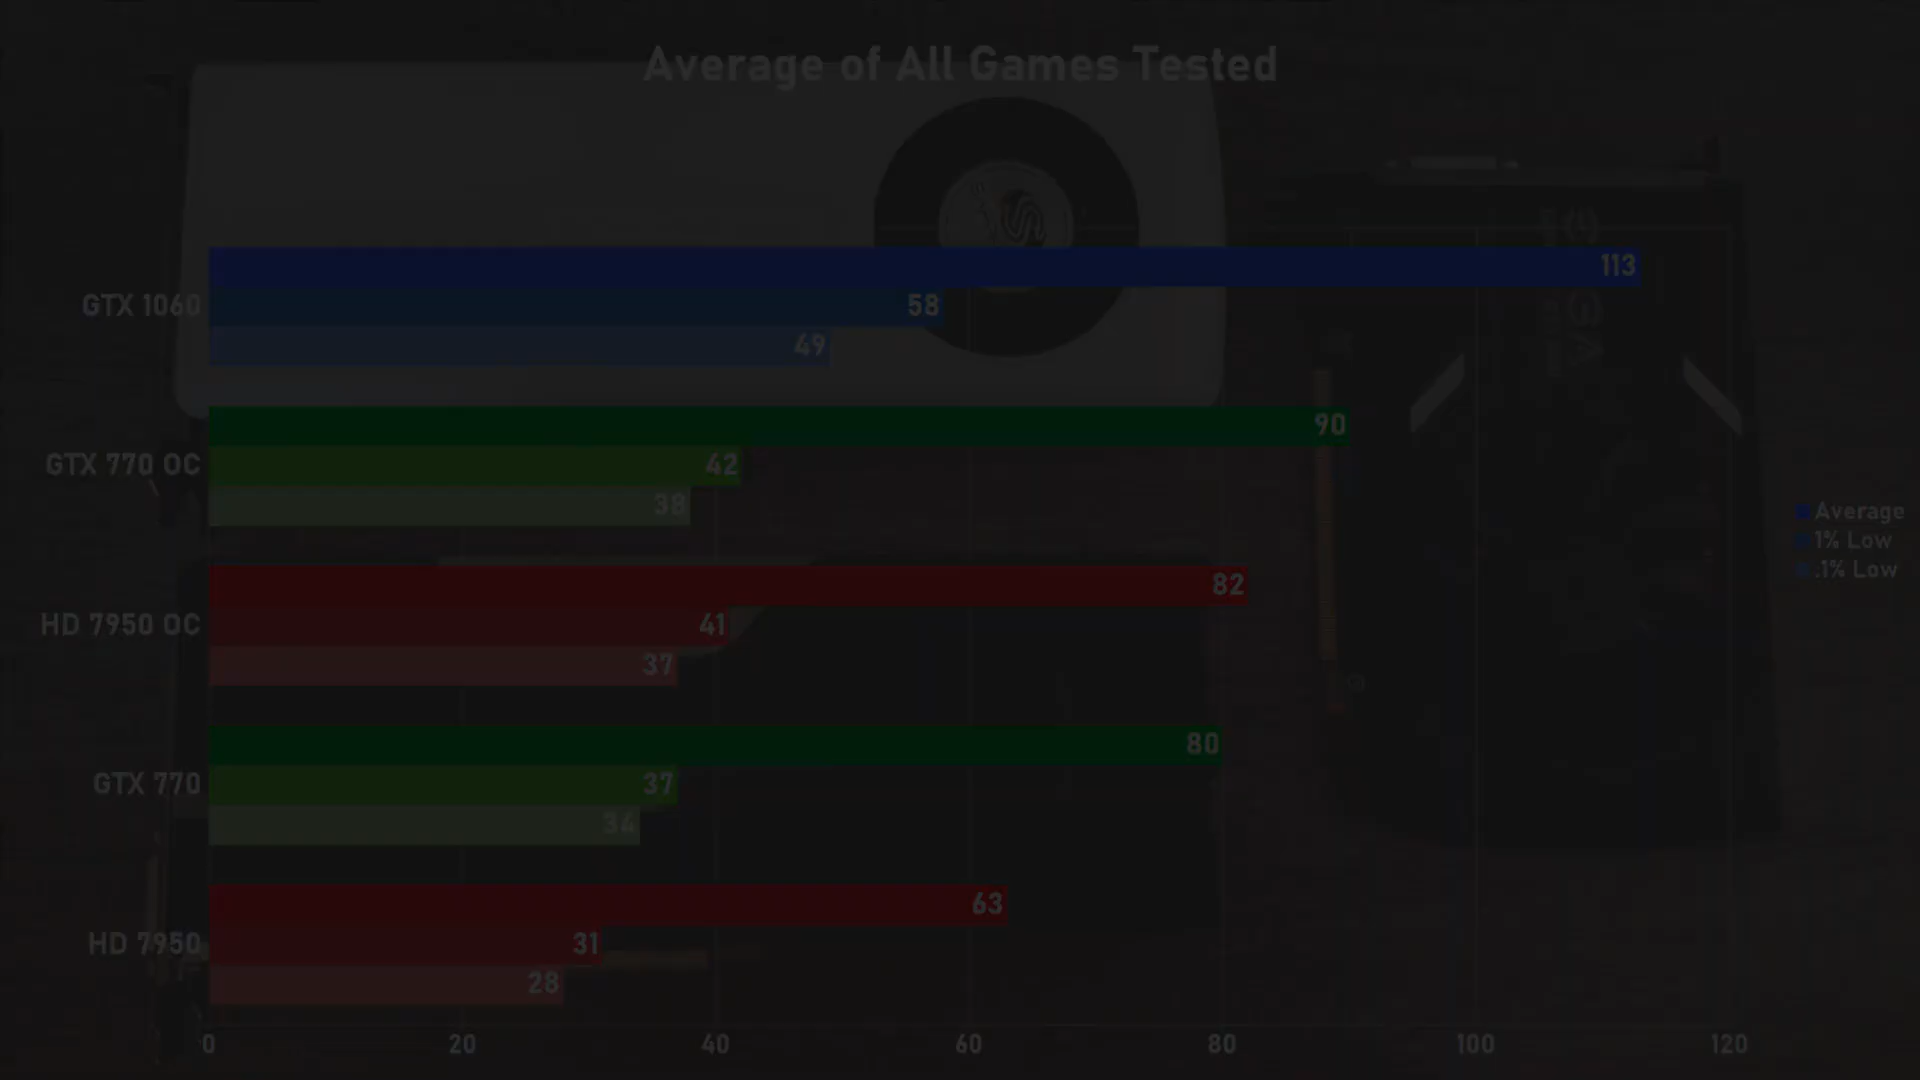 Average of All Games Tested
GTX 1060
113
58
49
GTX 770 OC
90
42
38
HD 7950 OC
82
41
37
GTX 770
80
37
34
HD 7950
63
31
28
0
20
40
60
80
100
120
Average
1% Low
.1% Low